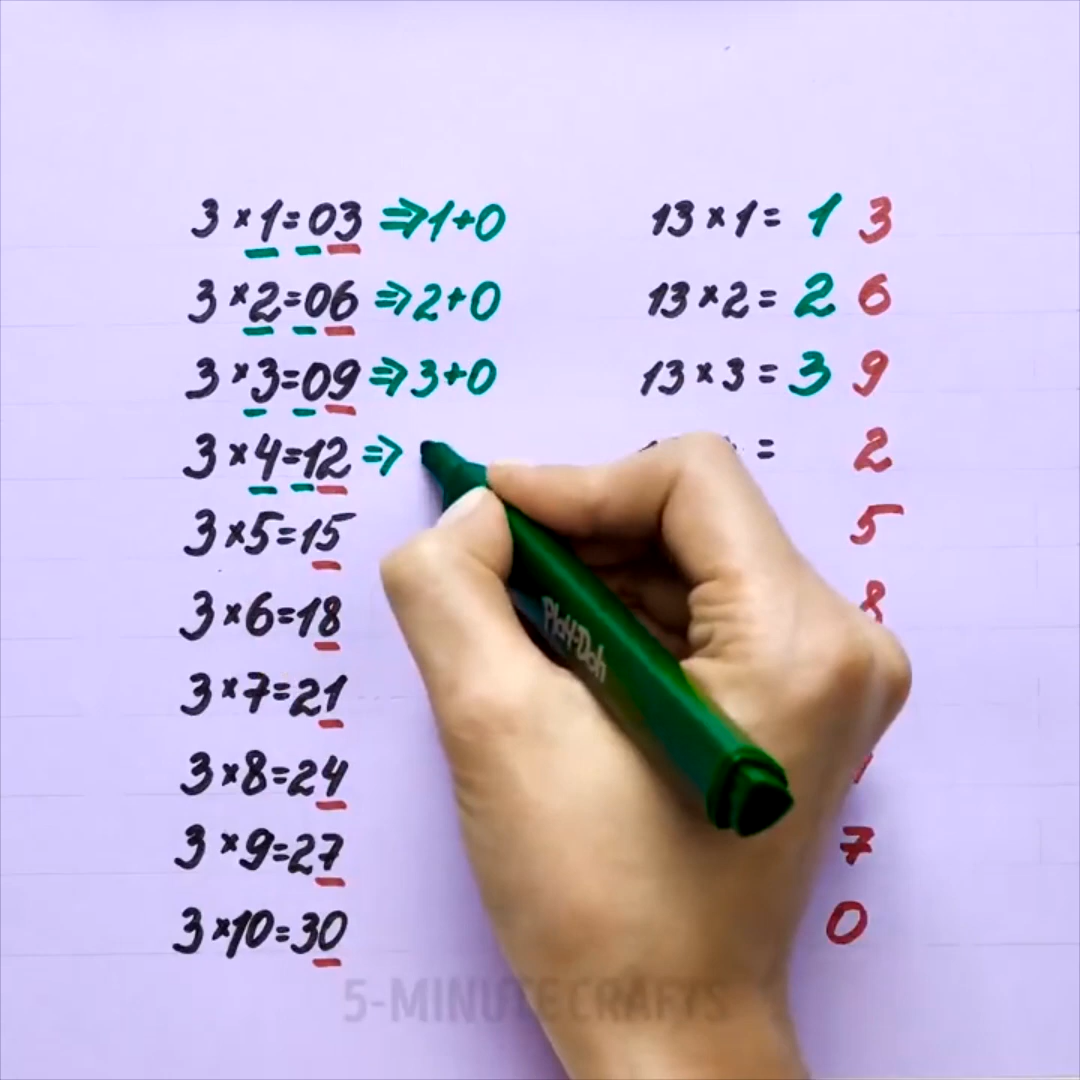 3×1=03 ⇒1+0 13×1= 1 3
3×2=06 ⇒2+0 13×2= 2 6
3×3=09 ⇒3+0 13×3= 3 9
3×4=12 ⇒ = 2
3×5=15 5
3×6=18 8
3×7=21
3×8=24
3×9=27 7
3×10=30 0
Play-Doh
5-MINUTE CRAFTS